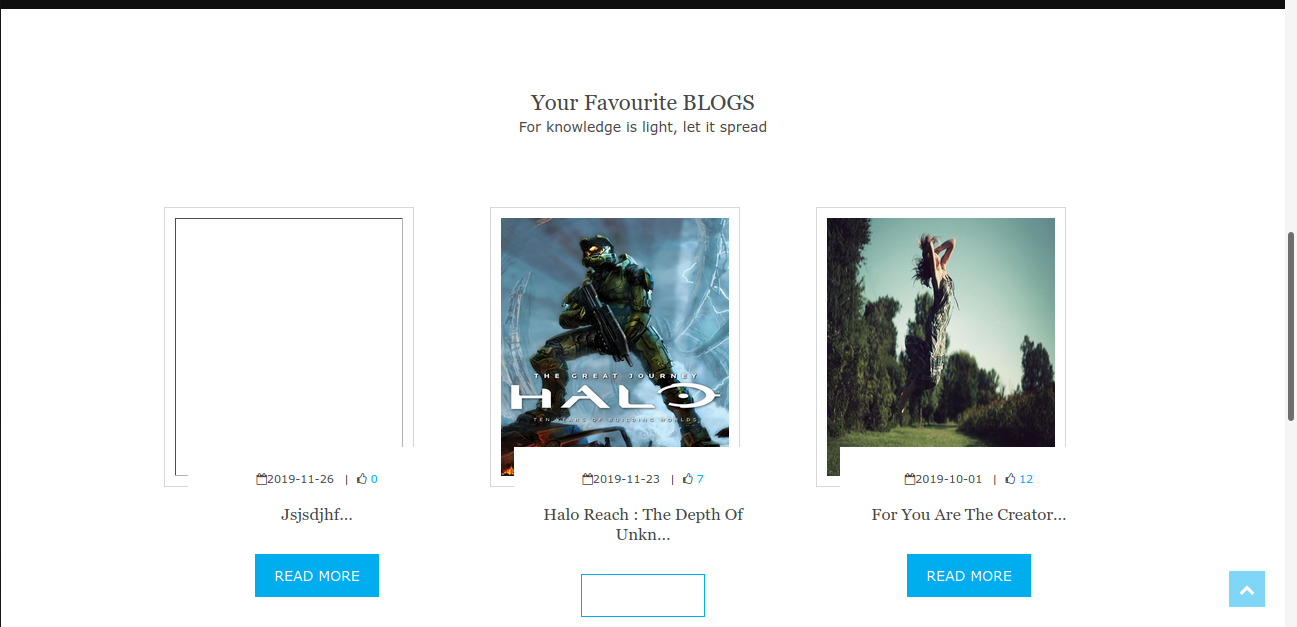 Your Favourite BLOGS
For knowledge is light, let it spread
THE GREAT JOURNEY
HALO
TEN YEARS OF BUILDING WORLDS
2019-11-26 | 0
2019-11-23 | 7
2019-10-01 | 12
Jsjsdjhf...
Halo Reach : The Depth Of
Unkn...
For You Are The Creator...
READ MORE
READ MORE